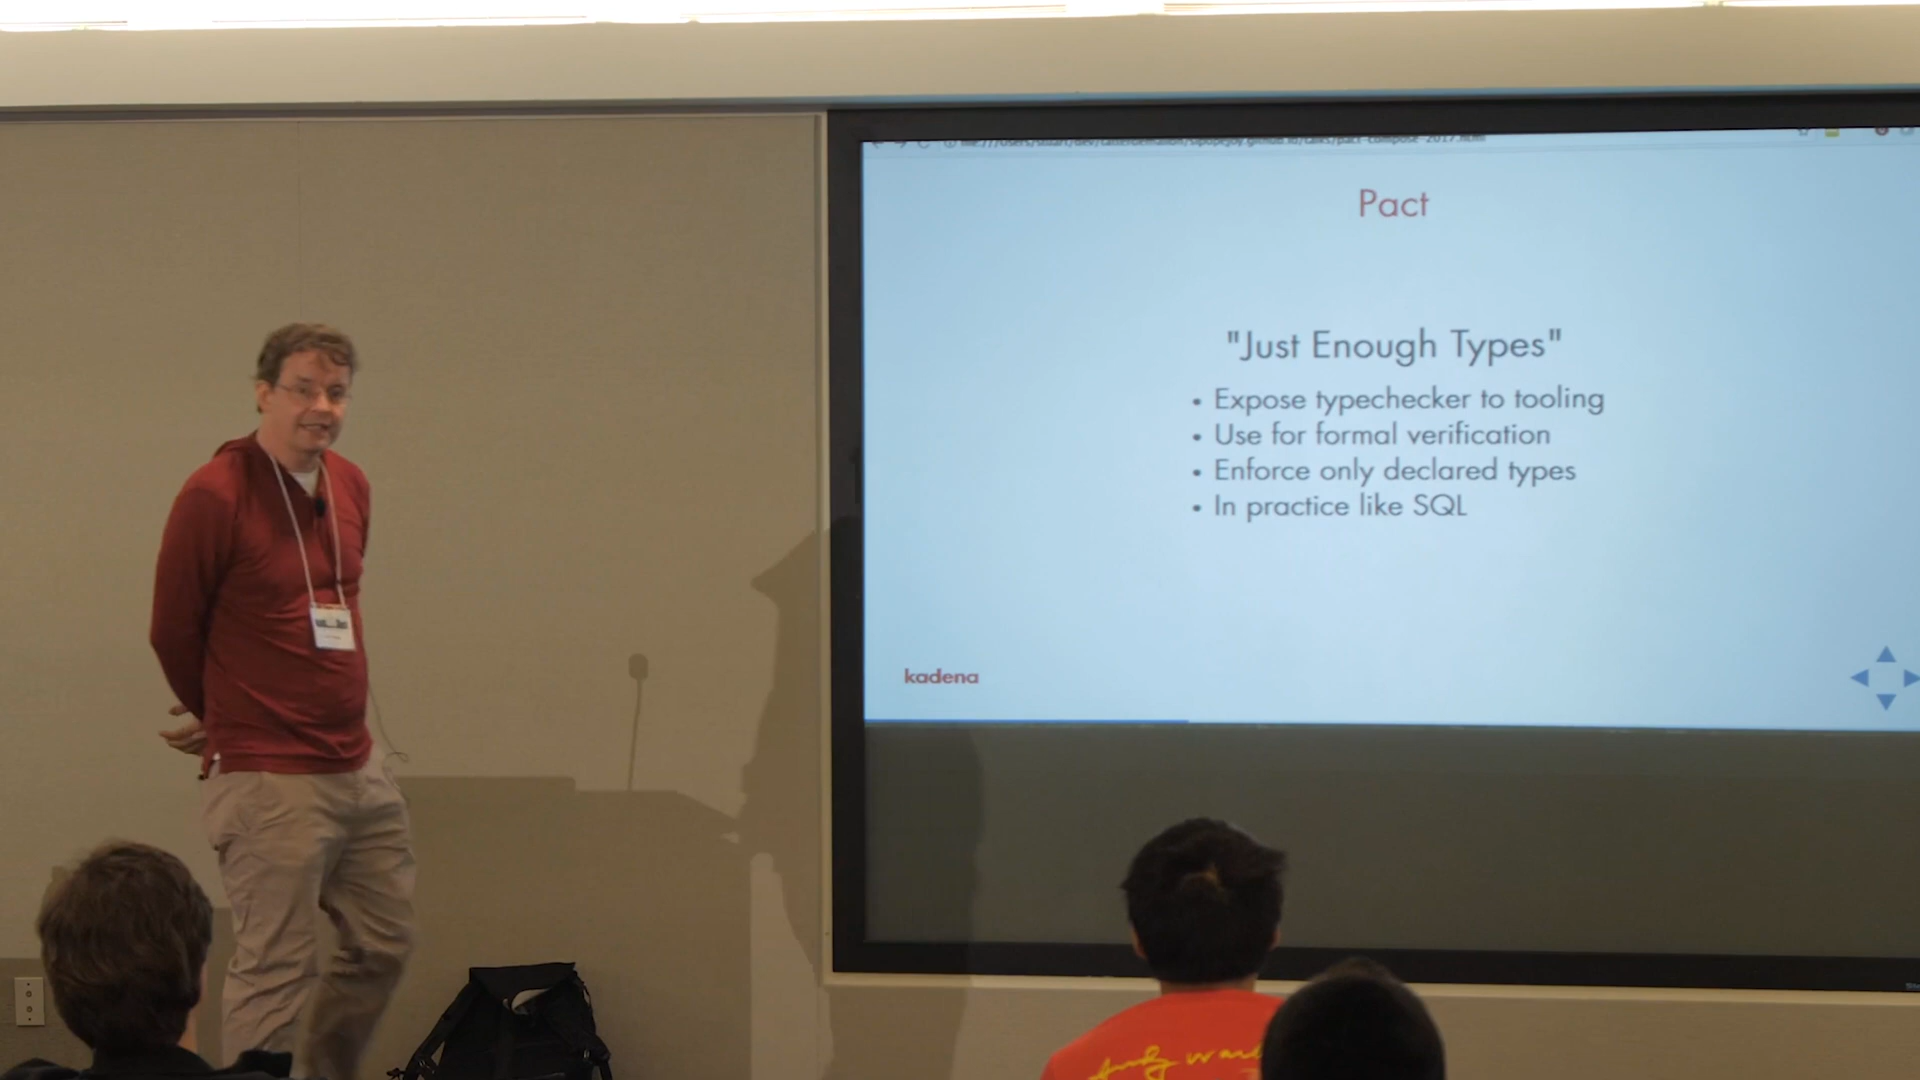 Pact
"Just Enough Types"
• Expose typechecker to tooling
• Use for formal verification
• Enforce only declared types
• In practice like SQL
kadena
Andy